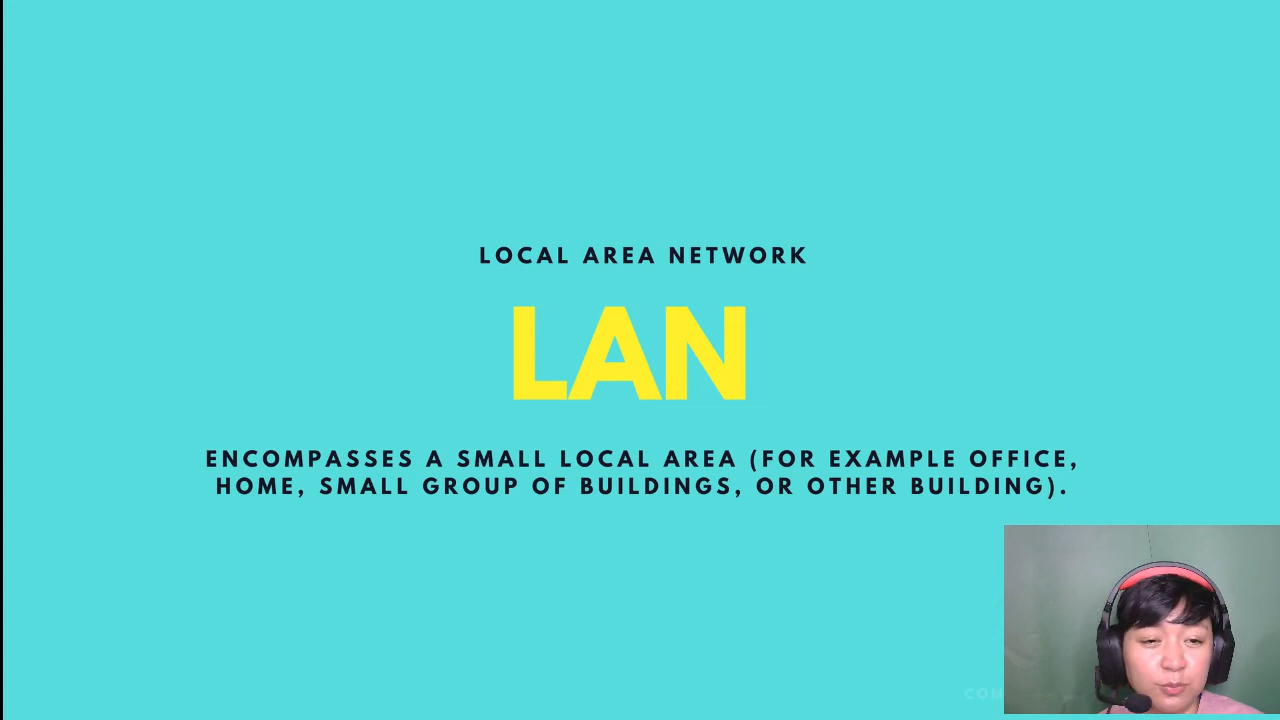 LOCAL AREA NETWORK
LAN
ENCOMPASSES A SMALL LOCAL AREA (FOR EXAMPLE OFFICE,
HOME, SMALL GROUP OF BUILDINGS, OR OTHER BUILDING).